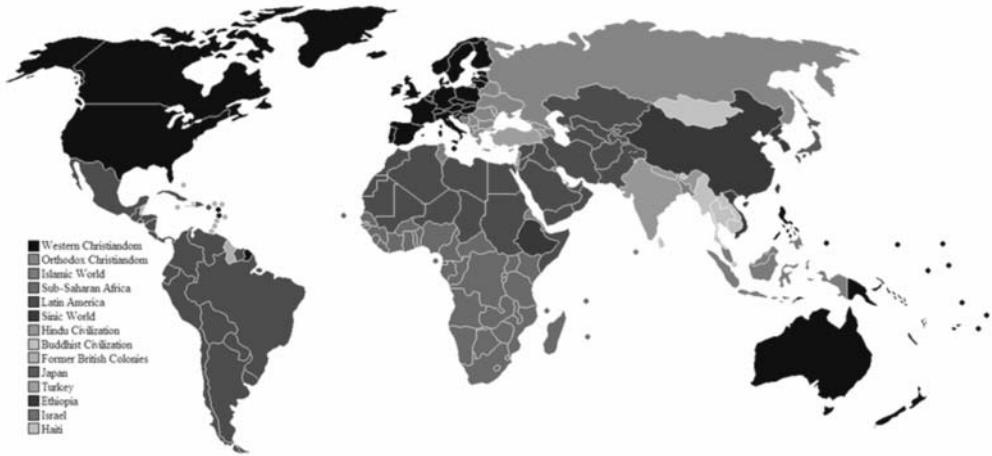 Western Christiandom
Orthodox Christiandom
Islamic World
Sub-Saharan Africa
Latin America
Sinic World
Hindu Civilization
Buddhist Civilization
Former British Colonies
Japan
Turkey
Ethiopia
Israel
Haiti